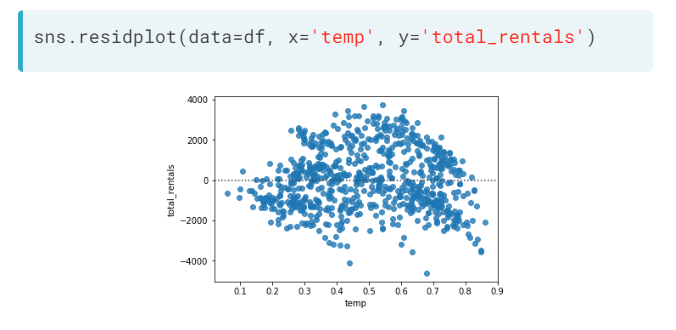 sns.residplot(data=df, x='temp', y='total_rentals')
4000
2000
0
−2000
−4000
total_rentals
0.1 0.2 0.3 0.4 0.5 0.6 0.7 0.8 0.9
temp